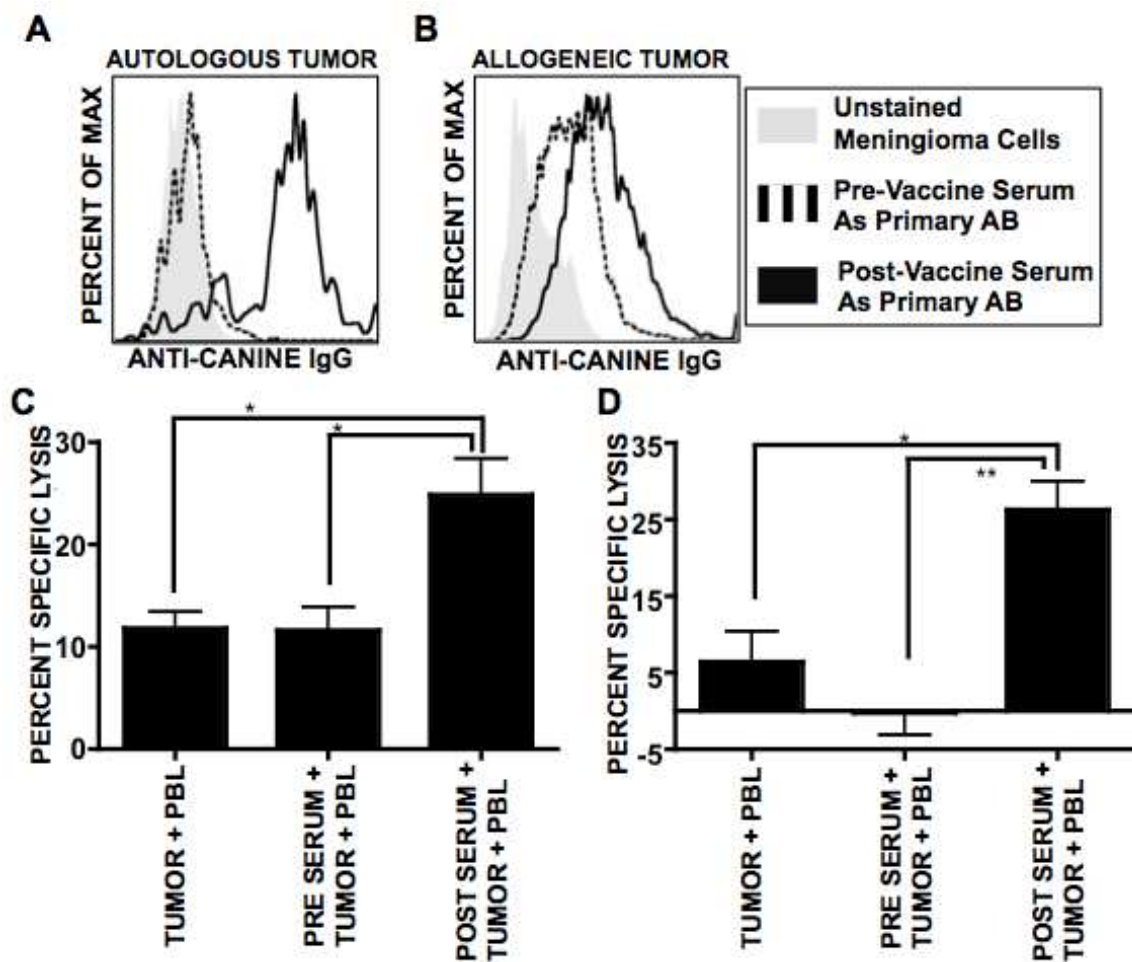 A
AUTOLOGOUS TUMOR
PERCENT OF MAX
ANTI-CANINE IgG
B
ALLOGENEIC TUMOR
PERCENT OF MAX
ANTI-CANINE IgG
Unstained
Meningioma Cells
Pre-Vaccine Serum
As Primary AB
Post-Vaccine Serum
As Primary AB
C
PERCENT SPECIFIC LYSIS
30
20
10
0
*
*
TUMOR + PBL
PRE SERUM +
TUMOR + PBL
POST SERUM +
TUMOR + PBL
D
PERCENT SPECIFIC LYSIS
35
25
15
5
-5
*
**
TUMOR + PBL
PRE SERUM +
TUMOR + PBL
POST SERUM +
TUMOR + PBL